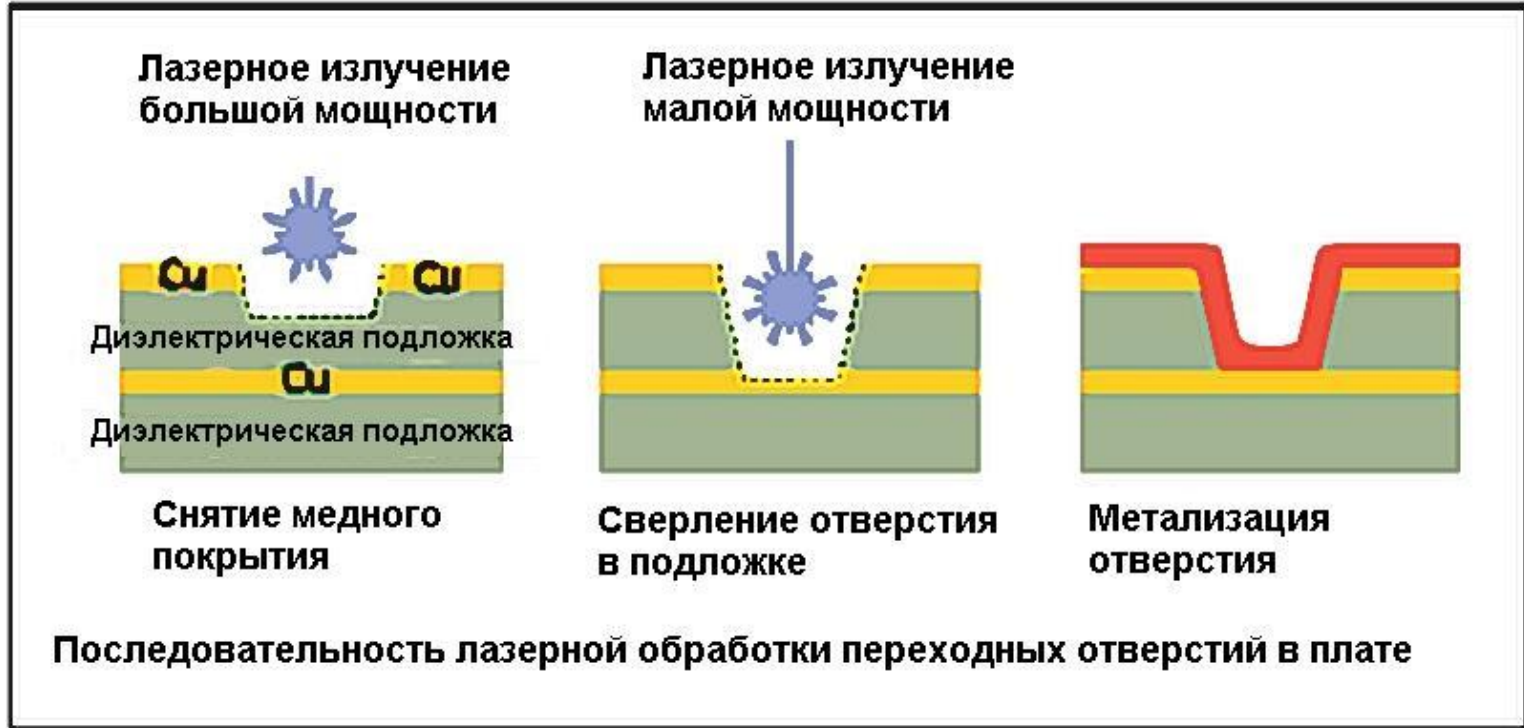 Лазерное излучение
большой мощности
Лазерное излучение
малой мощности
Cu
Cu
Диэлектрическая подложка
Cu
Диэлектрическая подложка
Снятие медного
покрытия
Сверление отверстия
в подложке
Метализация
отверстия
Последовательность лазерной обработки переходных отверстий в плате